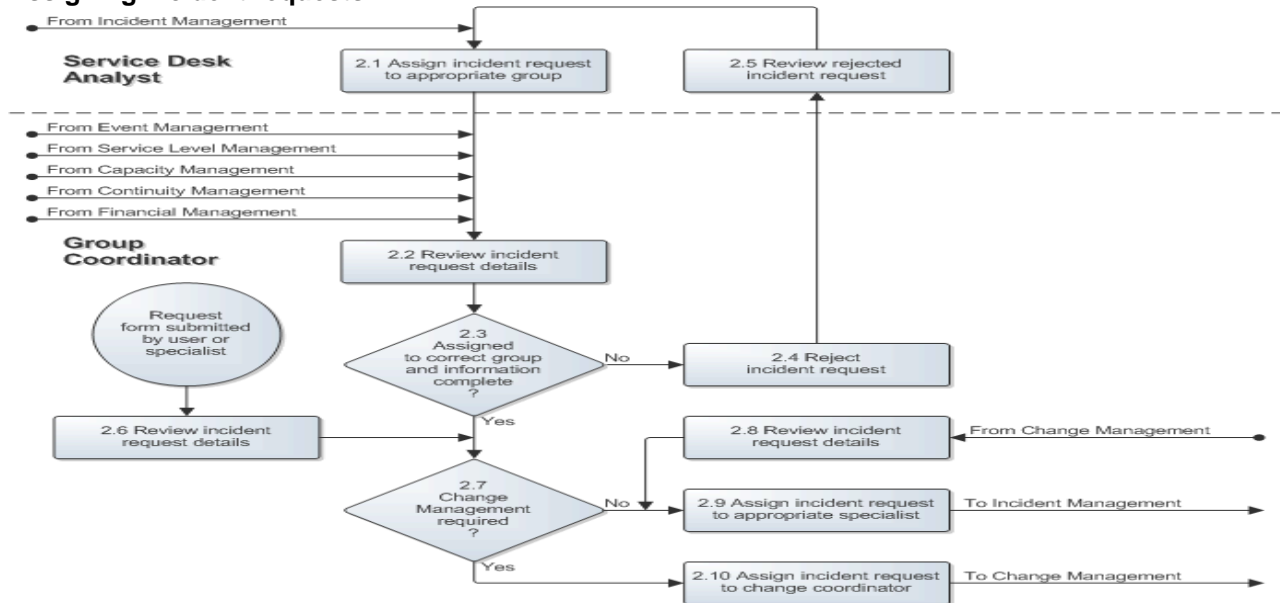 Assigning Incident Requests
From Incident Management
Service Desk
Analyst
2.1 Assign incident request
to appropriate group
2.5 Review rejected
incident request
From Event Management
From Service Level Management
From Capacity Management
From Continuity Management
From Financial Management
Group
Coordinator
2.2 Review incident
request details
Request
form submitted
by user or
specialist
2.3
Assigned
to correct group
and information
complete
?
No
2.4 Reject
incident request
Yes
2.6 Review incident
request details
2.8 Review incident
request details
From Change Management
2.7
Change
Management
required
?
No
2.9 Assign incident request
to appropriate specialist
To Incident Management
Yes
2.10 Assign incident request
to change coordinator
To Change Management